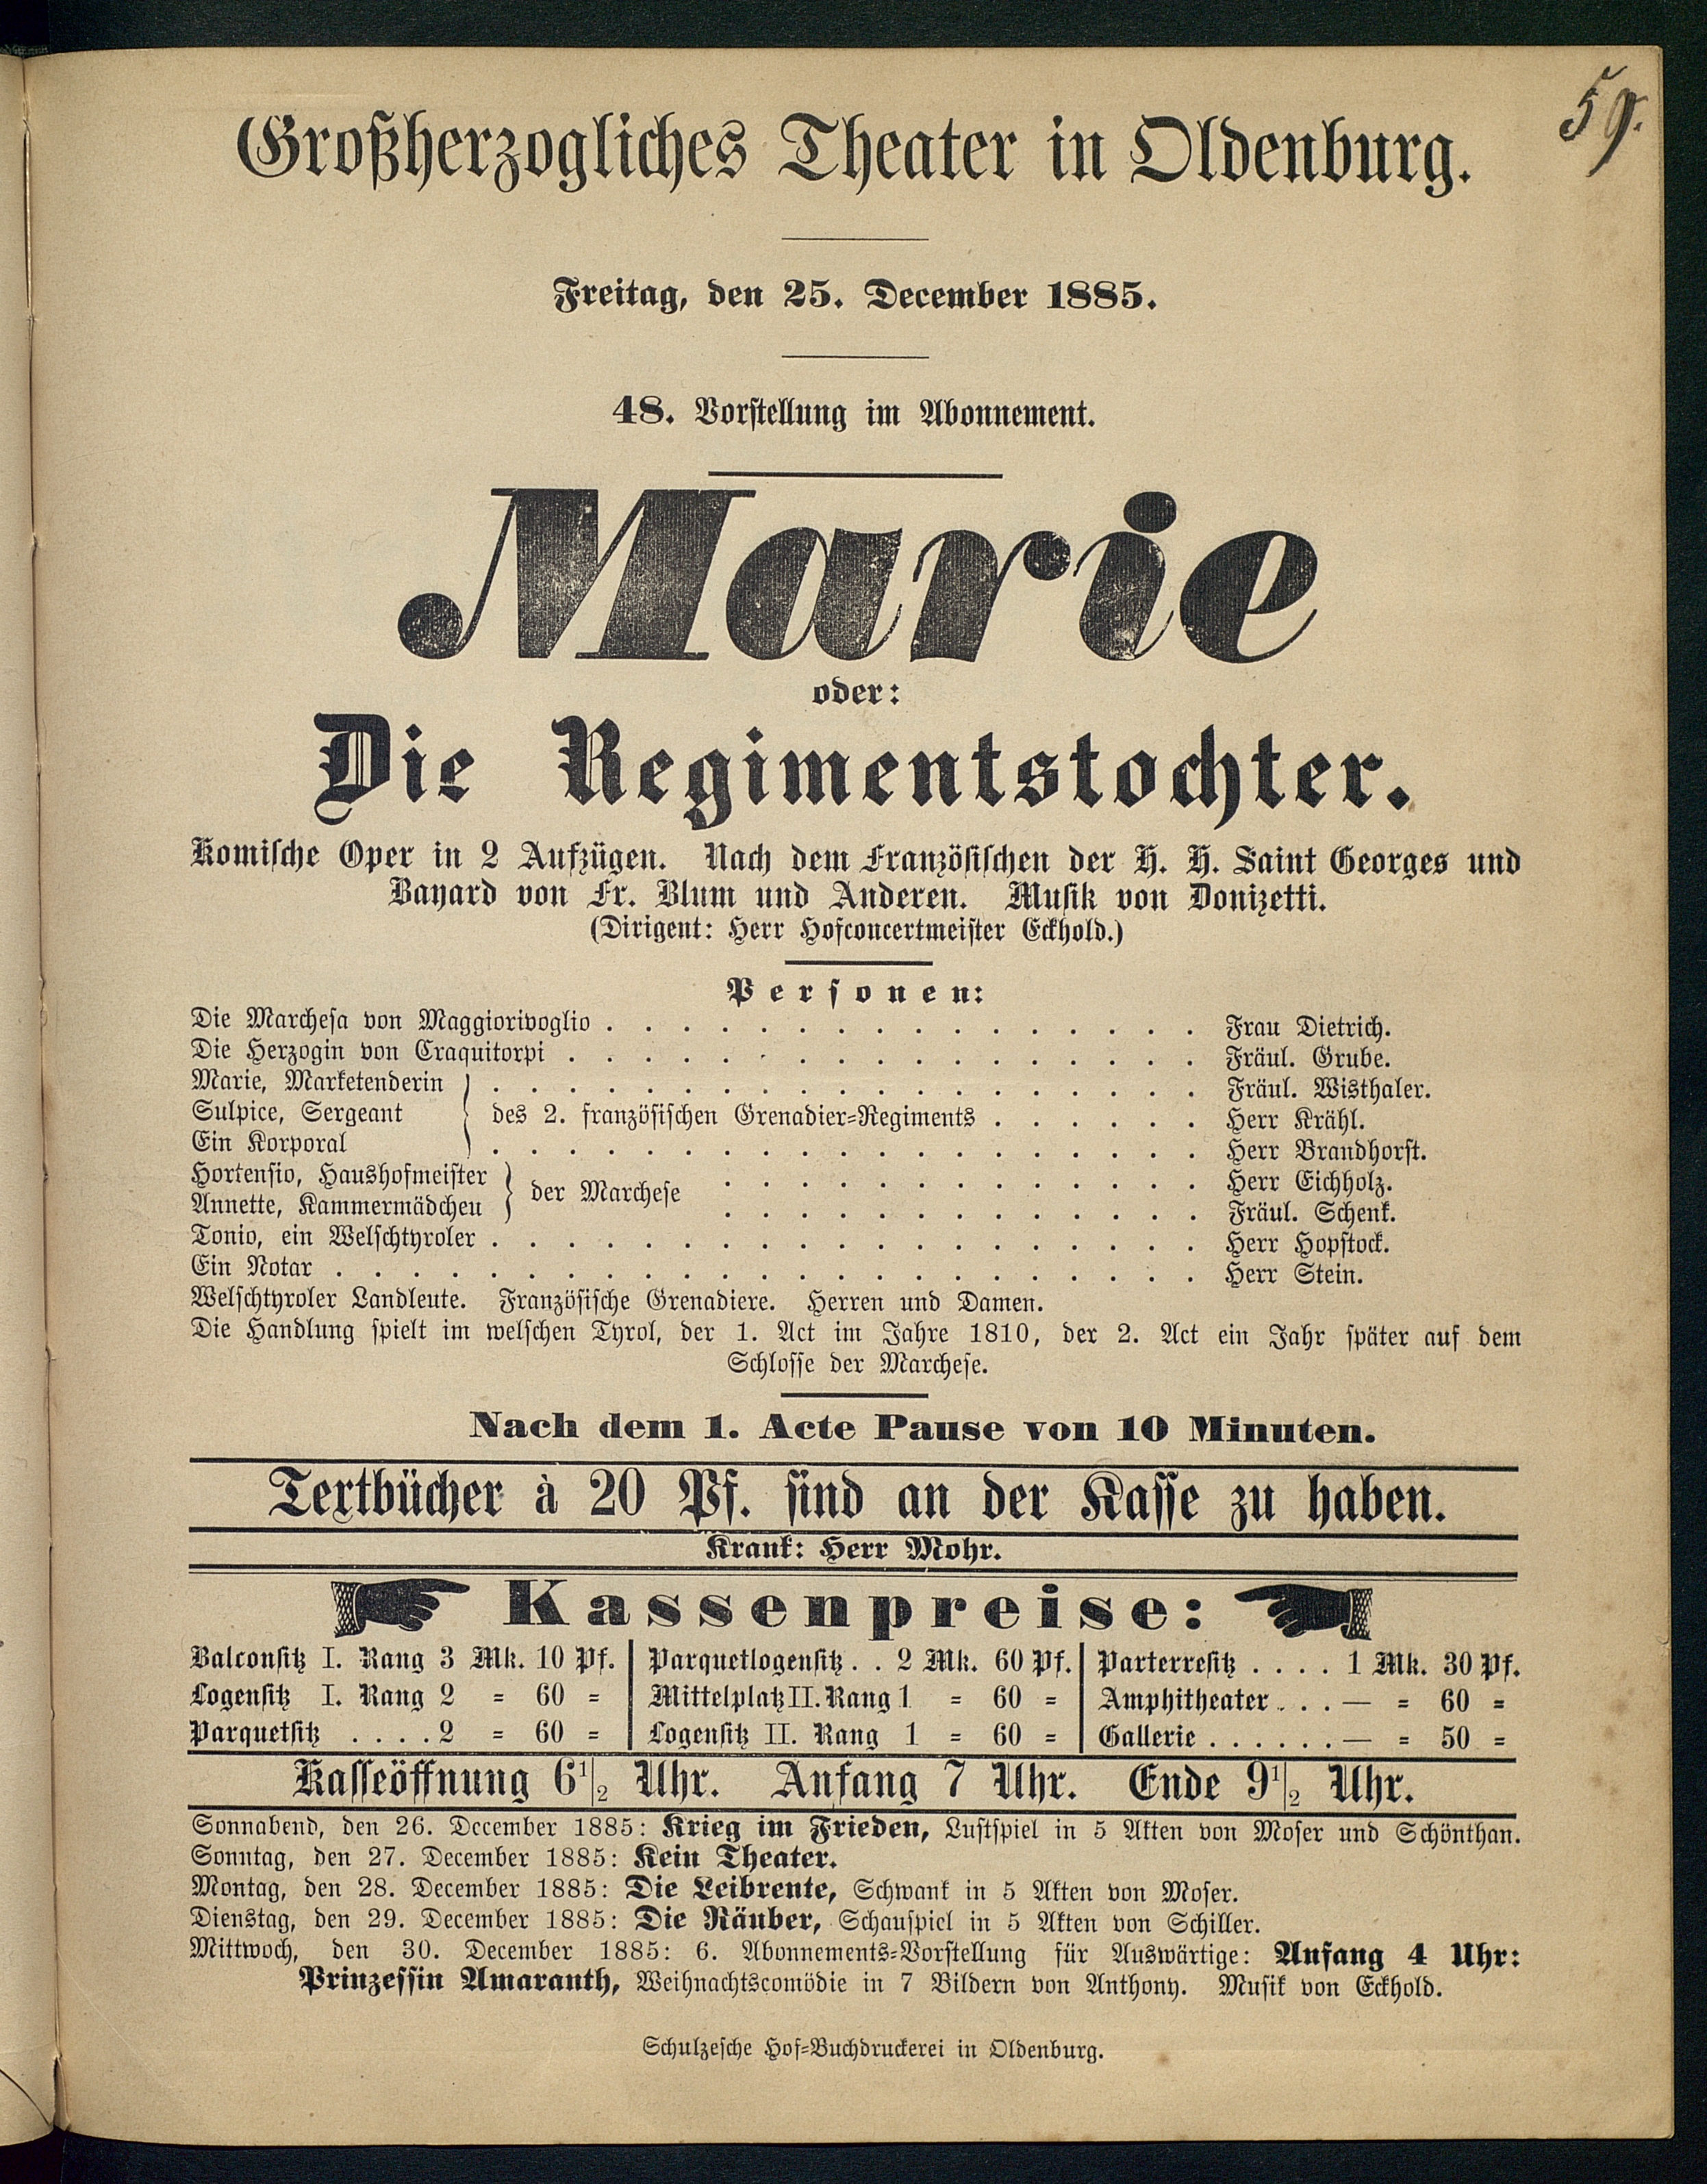 59.
Großherzogliches Theater in Oldenburg.
Freitag, den 25. December 1885.
48. Vorstellung im Abonnement.
Marie
oder:
Die Regimentstochter.
Komische Oper in 2 Aufzügen. Nach dem Französischen der H. H. Saint Georges und
Bayard von Fr. Blum und Anderen. Musik von Donizetti.
(Dirigent: Herr Hofconcertmeister Eckhold.)
Personen:
Die Marchesa von Maggiorivoglio . . . . . . . . . . . . . . . . Frau Dietrich.
Die Herzogin von Craquitorpi . . . . . . . . . . . . . . . . . Fräul. Grube.
Marie, Marketenderin . . . . . . . . . . . . . . . . . . . Fräul. Wisthaler.
Sulpice, Sergeant } des 2. französischen Grenadier=Regiments . . . . . . Herr Krähl.
Ein Korporal . . . . . . . . . . . . . . . . . . . Herr Brandhorst.
Hortensio, Haushofmeister } der Marchese . . . . . . . . . . . . . Herr Eichholz.
Annette, Kammermädchen . . . . . . . . . . . . . Fräul. Schenk.
Tonio, ein Welschtyroler . . . . . . . . . . . . . . . . . . . Herr Hopstock.
Ein Notar . . . . . . . . . . . . . . . . . . . . . . . Herr Stein.
Welschtyroler Landleute. Französische Grenadiere. Herren und Damen.
Die Handlung spielt im welschen Tyrol, der 1. Act im Jahre 1810, der 2. Act ein Jahr später auf dem
Schlosse der Marchese.
Nach dem 1. Acte Pause von 10 Minuten.
Textbücher à 20 Pf. sind an der Kasse zu haben.
Krank: Herr Mohr.
Kassenpreise:
Balconsitz I. Rang 3 Mk. 10 Pf. | Parquetlogensitz . . 2 Mk. 60 Pf. | Parterresitz . . . . 1 Mk. 30 Pf.
Logensitz I. Rang 2 = 60 = | Mittelplatz II. Rang 1 = 60 = | Amphitheater . . . — = 60 =
Parquetsitz . . . . 2 = 60 = | Logensitz II. Rang 1 = 60 = | Gallerie . . . . . . — = 50 =
Kasseöffnung 6 1/2 Uhr. Anfang 7 Uhr. Ende 9 1/2 Uhr.
Sonnabend, den 26. December 1885: Krieg im Frieden, Lustspiel in 5 Akten von Moser und Schönthan.
Sonntag, den 27. December 1885: Kein Theater.
Montag, den 28. December 1885: Die Leibrente, Schwank in 5 Akten von Moser.
Dienstag, den 29. December 1885: Die Räuber, Schauspiel in 5 Akten von Schiller.
Mittwoch, den 30. December 1885: 6. Abonnements=Vorstellung für Auswärtige: Anfang 4 Uhr:
Prinzessin Amaranth, Weihnachtscomödie in 7 Bildern von Anthony. Musik von Eckhold.
Schulzesche Hof=Buchdruckerei in Oldenburg.